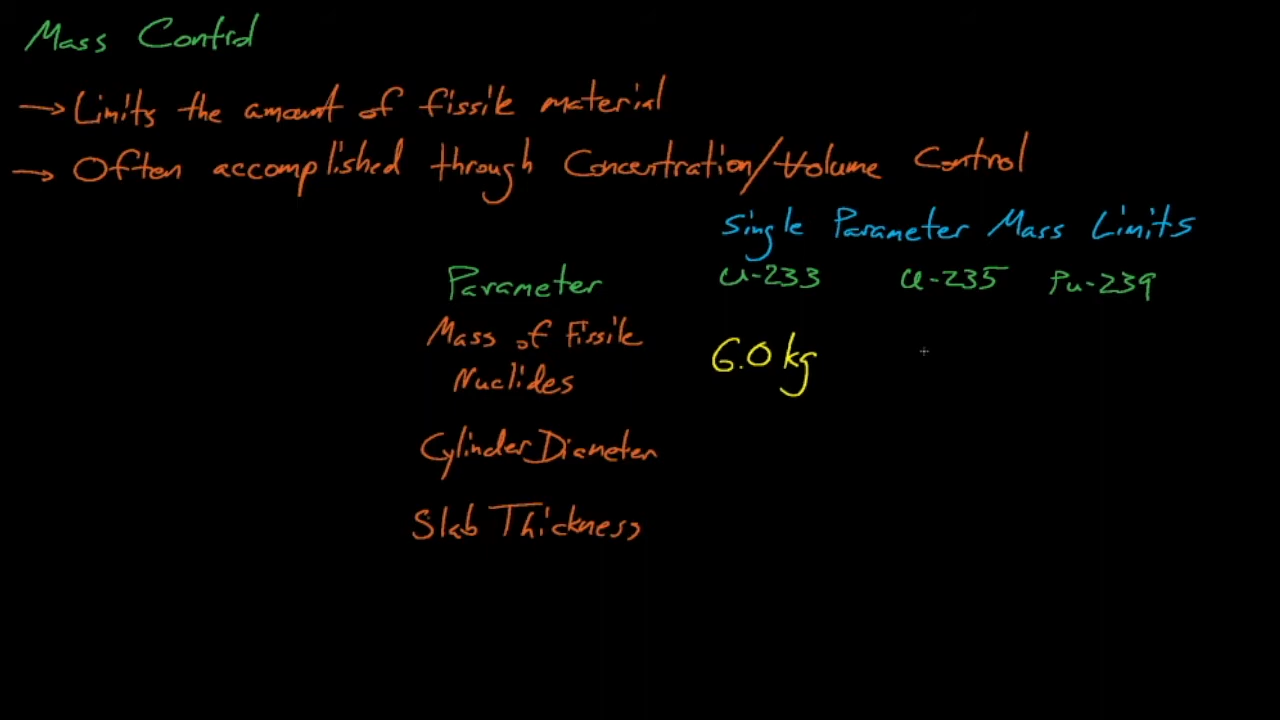 Mass Control
→ Limits the amount of fissile material
→ Often accomplished through Concentration/Volume Control
Single Parameter Mass Limits
Parameter U-233 U-235 Pu-239
Mass of Fissile
Nuclides
6.0 kg
Cylinder Diameter
Slab Thickness